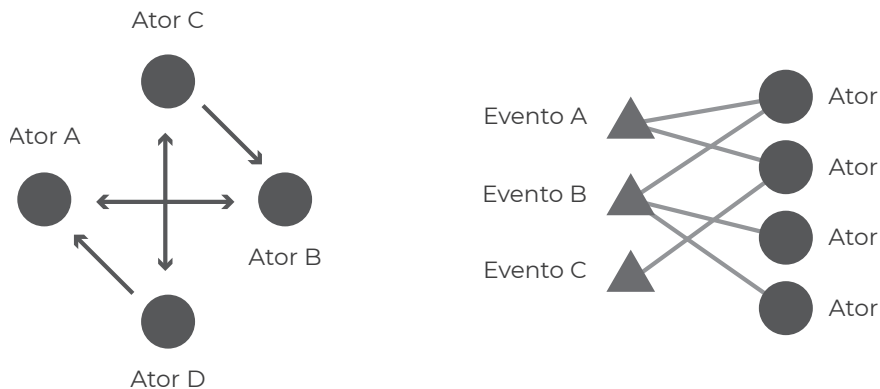 Ator C
Ator A
Ator B
Ator D
Evento A
Evento B
Evento C
Ator
Ator
Ator
Ator